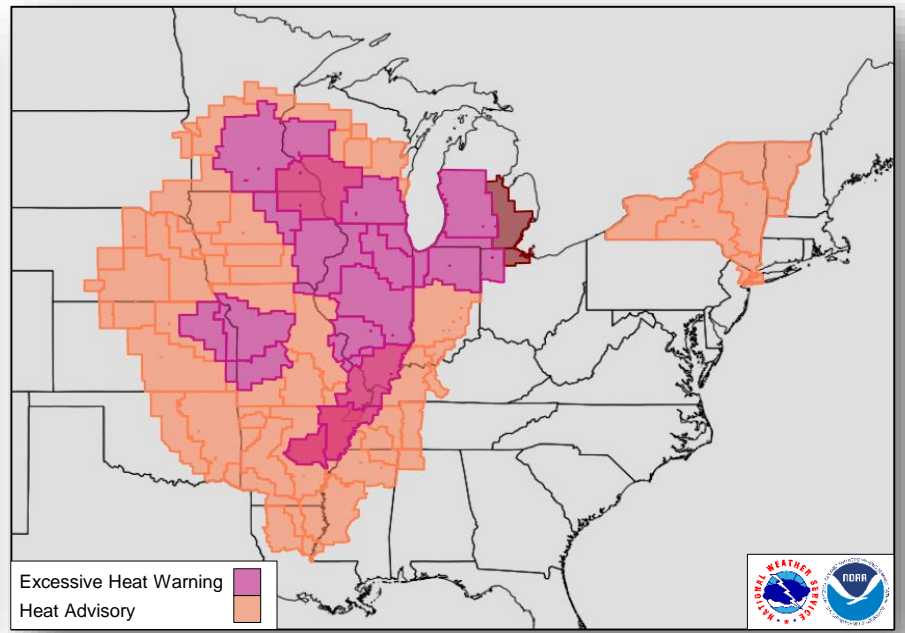 Excessive Heat Warning
Heat Advisory
NATIONAL WEATHER SERVICE
NOAA